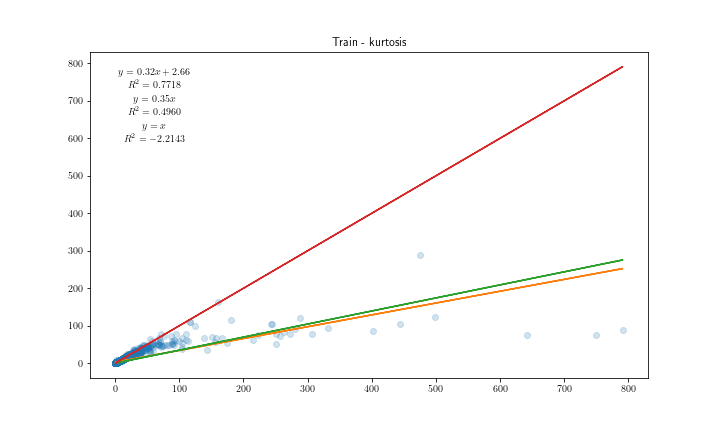 Train - kurtosis
y = 0.32x + 2.66
R² = 0.7718
y = 0.35x
R² = 0.4960
y = x
R² = −2.2143
800
700
600
500
400
300
200
100
0
0 100 200 300 400 500 600 700 800